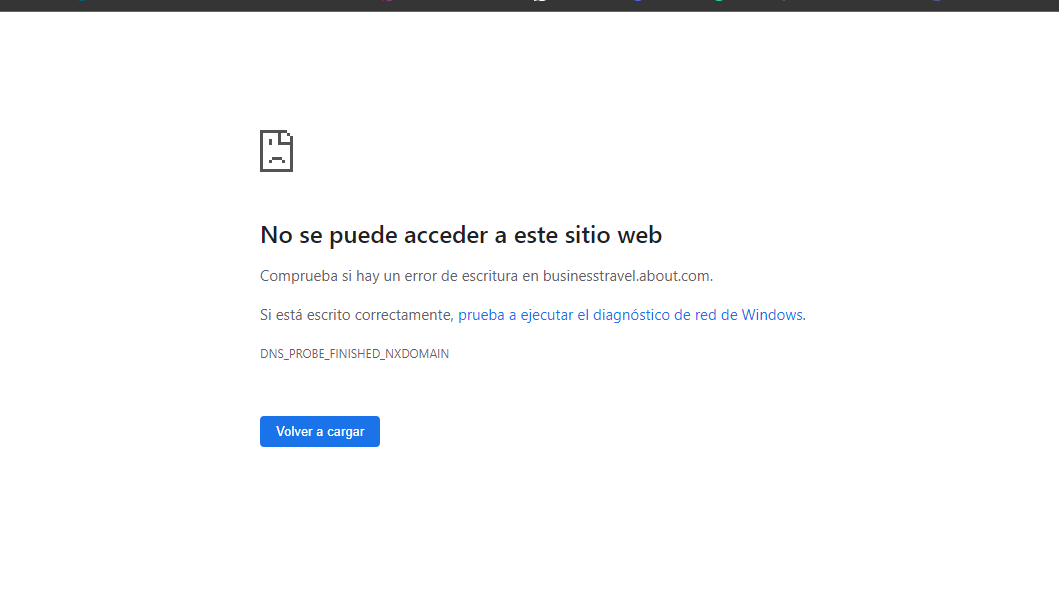 No se puede acceder a este sitio web
Comprueba si hay un error de escritura en businesstravel.about.com.
Si está escrito correctamente, prueba a ejecutar el diagnóstico de red de Windows.
DNS_PROBE_FINISHED_NXDOMAIN
Volver a cargar